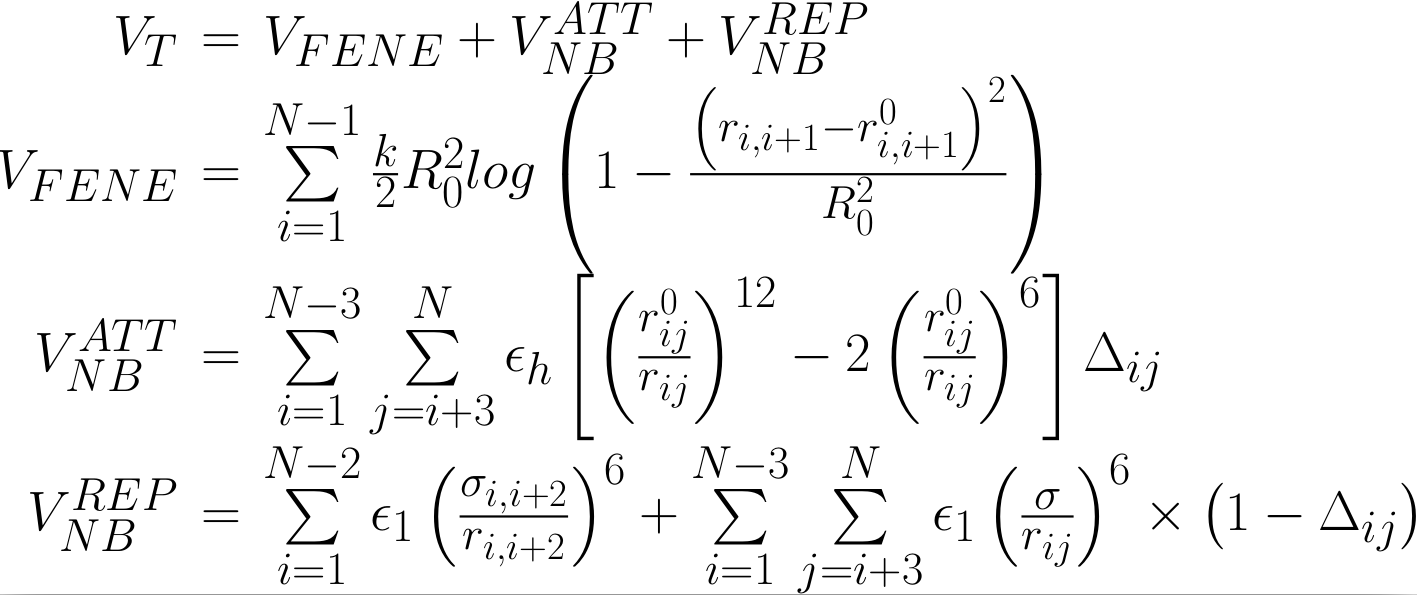 V_T = V_{FENE} + V_{NB}^{ATT} + V_{NB}^{REP}
V_{FENE} = \sum_{i=1}^{N-1} \frac{k}{2} R_0^2 log \left( 1 - \frac{\left( r_{i,i+1} - r_{i,i+1}^0 \right)^2}{R_0^2} \right)
V_{NB}^{ATT} = \sum_{i=1}^{N-3} \sum_{j=i+3}^{N} \epsilon_h \left[ \left( \frac{r_{ij}^0}{r_{ij}} \right)^{12} - 2 \left( \frac{r_{ij}^0}{r_{ij}} \right)^6 \right] \Delta_{ij}
V_{NB}^{REP} = \sum_{i=1}^{N-2} \epsilon_1 \left( \frac{\sigma_{i,i+2}}{r_{i,i+2}} \right)^6 + \sum_{i=1}^{N-3} \sum_{j=i+3}^{N} \epsilon_1 \left( \frac{\sigma}{r_{ij}} \right)^6 \times \left( 1 - \Delta_{ij} \right)